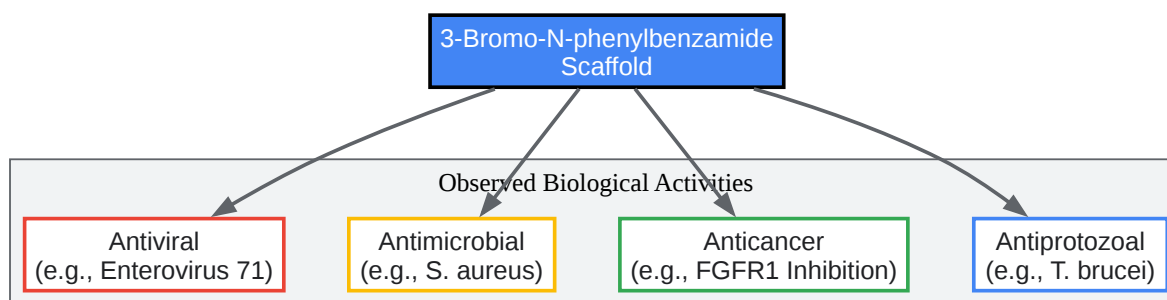 3-Bromo-N-phenylbenzamide
Scaffold
Observed Biological Activities
Antiviral
(e.g., Enterovirus 71)
Antimicrobial
(e.g., S. aureus)
Anticancer
(e.g., FGFR1 Inhibition)
Antiprotozoal
(e.g., T. brucei)